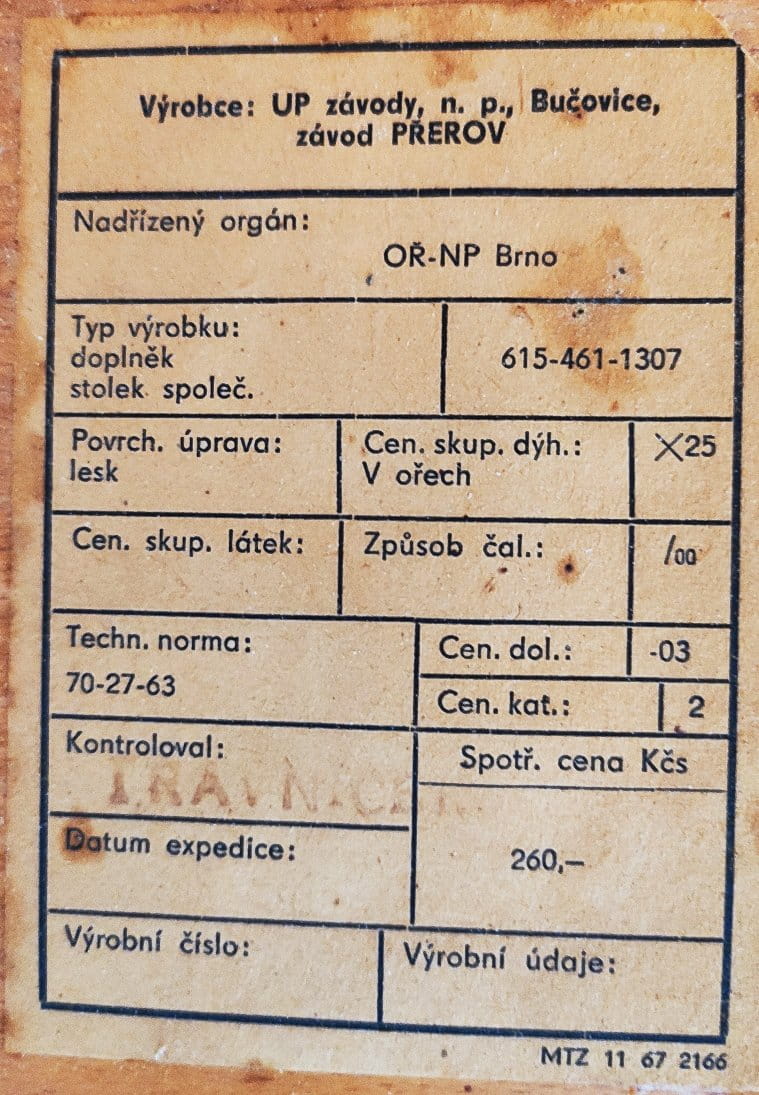 Výrobce: UP závody, n. p., Bučovice,
závod PŘEROV
Nadřízený orgán:
OŘ-NP Brno
Typ výrobku:
doplněk
stolek společ.
615-461-1307
Povrch. úprava:
lesk
Cen. skup. dýh.:
V ořech
X25
Cen. skup. látek:
Způsob čal.:
/00
Techn. norma:
70-27-63
Cen. dol.:
-03
Cen. kat.:
2
Kontroloval:
Spotř. cena Kčs
260,—
Datum expedice:
Výrobní číslo:
Výrobní údaje:
MTZ 11 67 2166